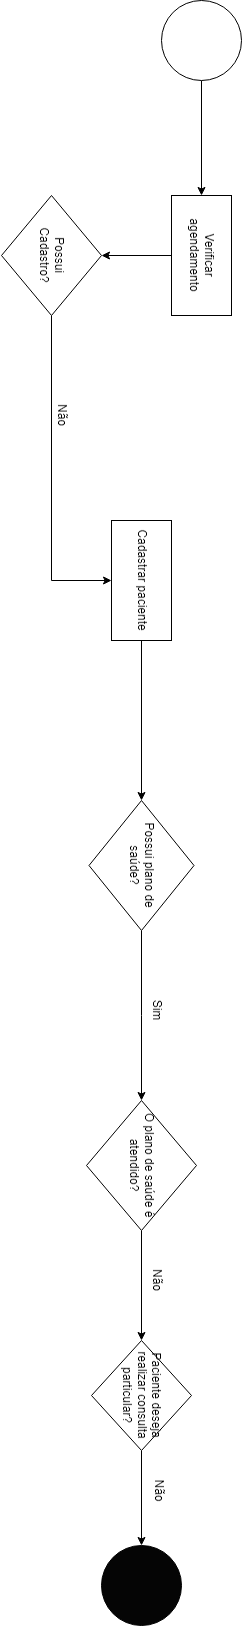 Verificar
agendamento
Possui
Cadastro?
Não
Cadastrar paciente
Possui plano de
saúde?
Sim
O plano de saúde é
atendido?
Não
Paciente deseja
realizar consulta
particular?
Não